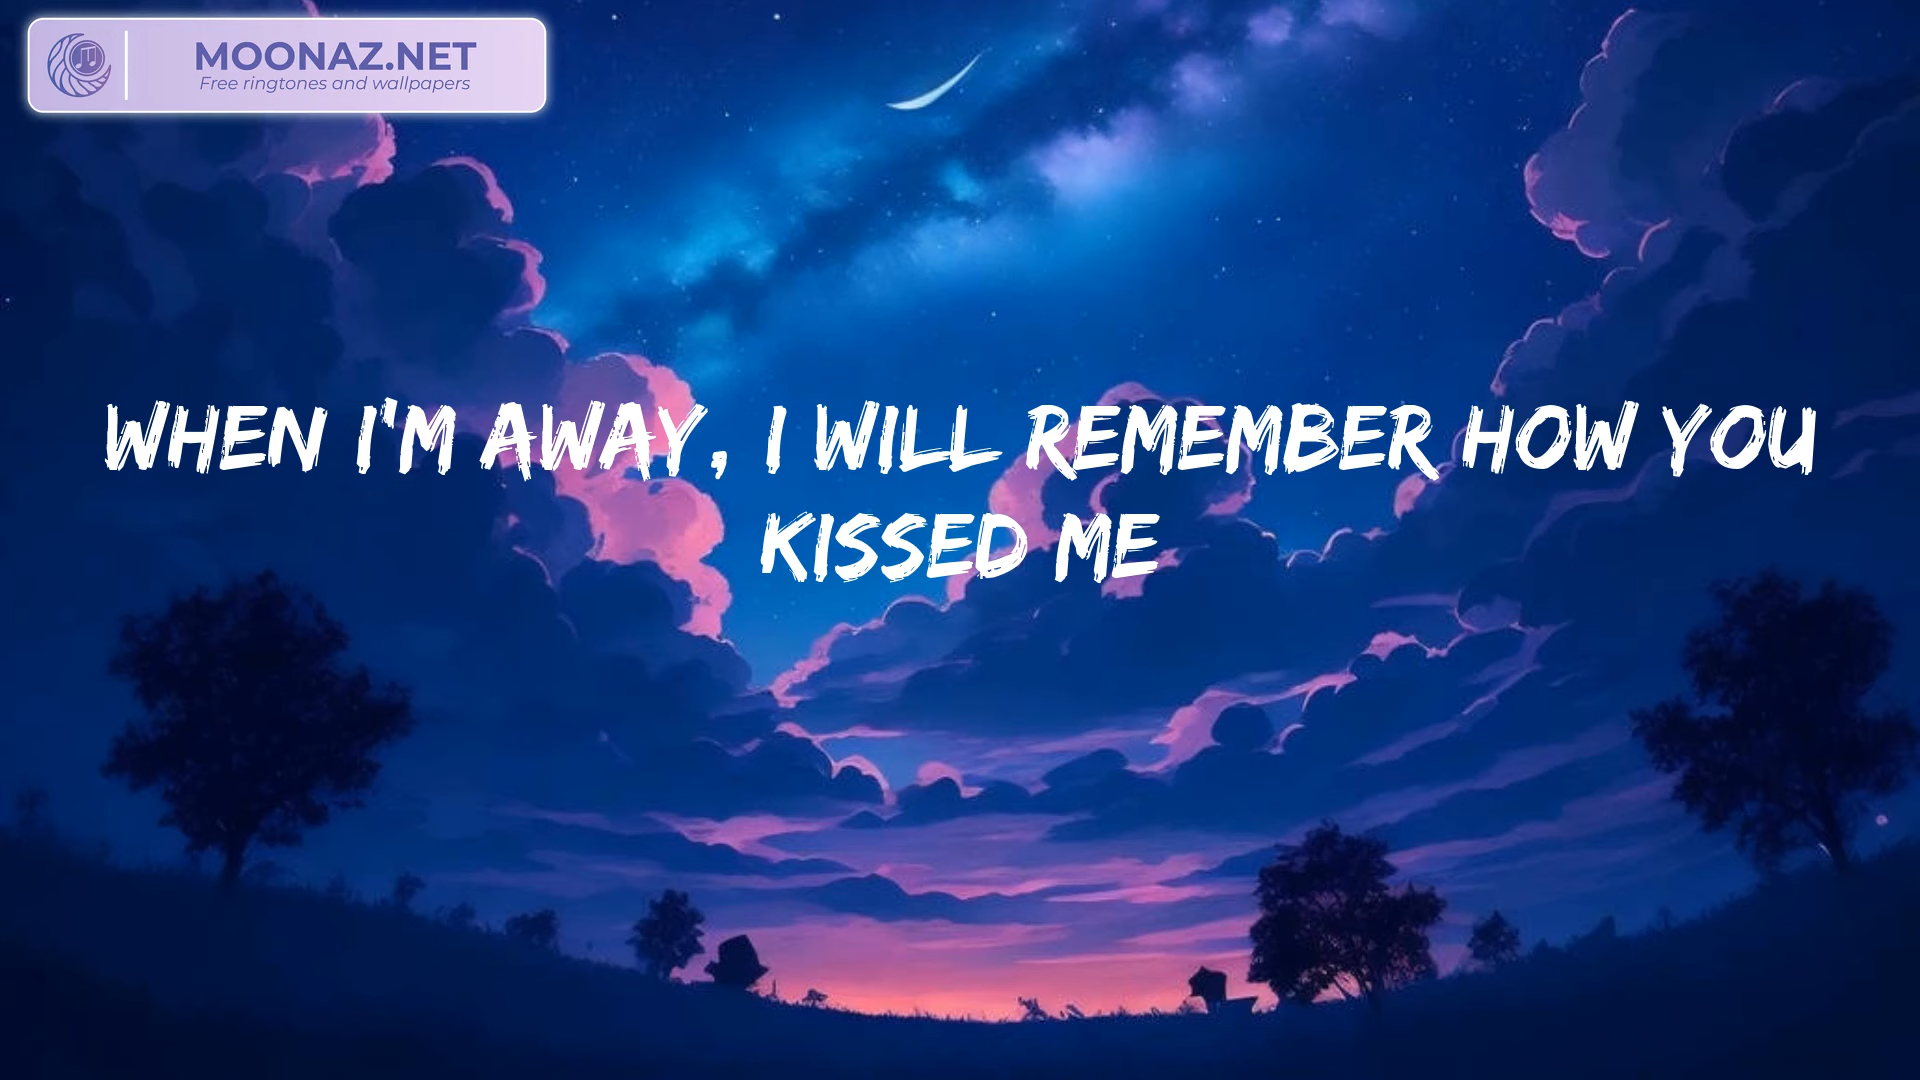 MOONAZ.NET
Free ringtones and wallpapers
WHEN I'M AWAY, I WILL REMEMBER HOW YOU
KISSED ME